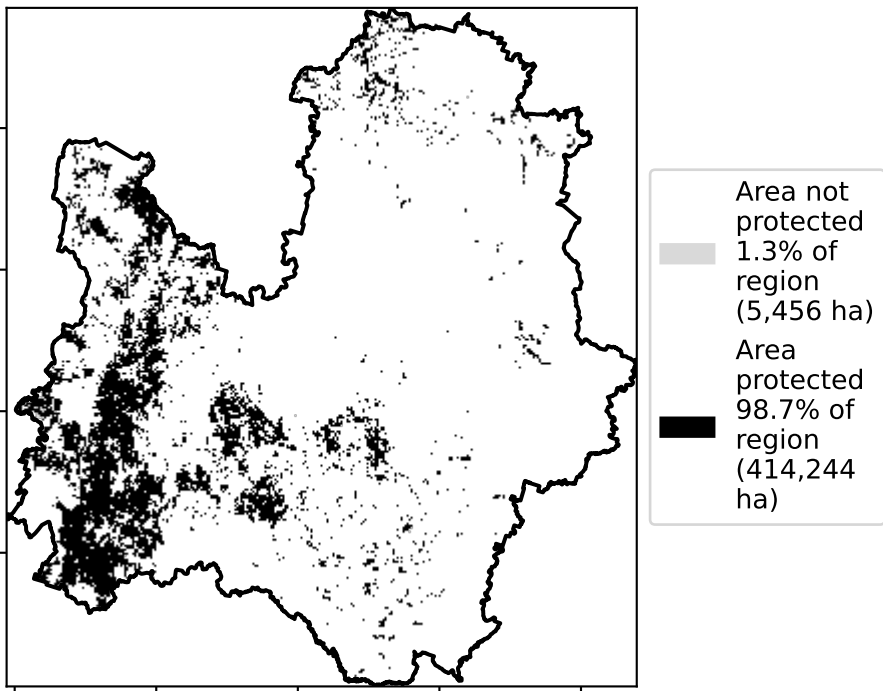 Area not
protected
1.3% of
region
(5,456 ha)
Area
protected
98.7% of
region
(414,244
ha)